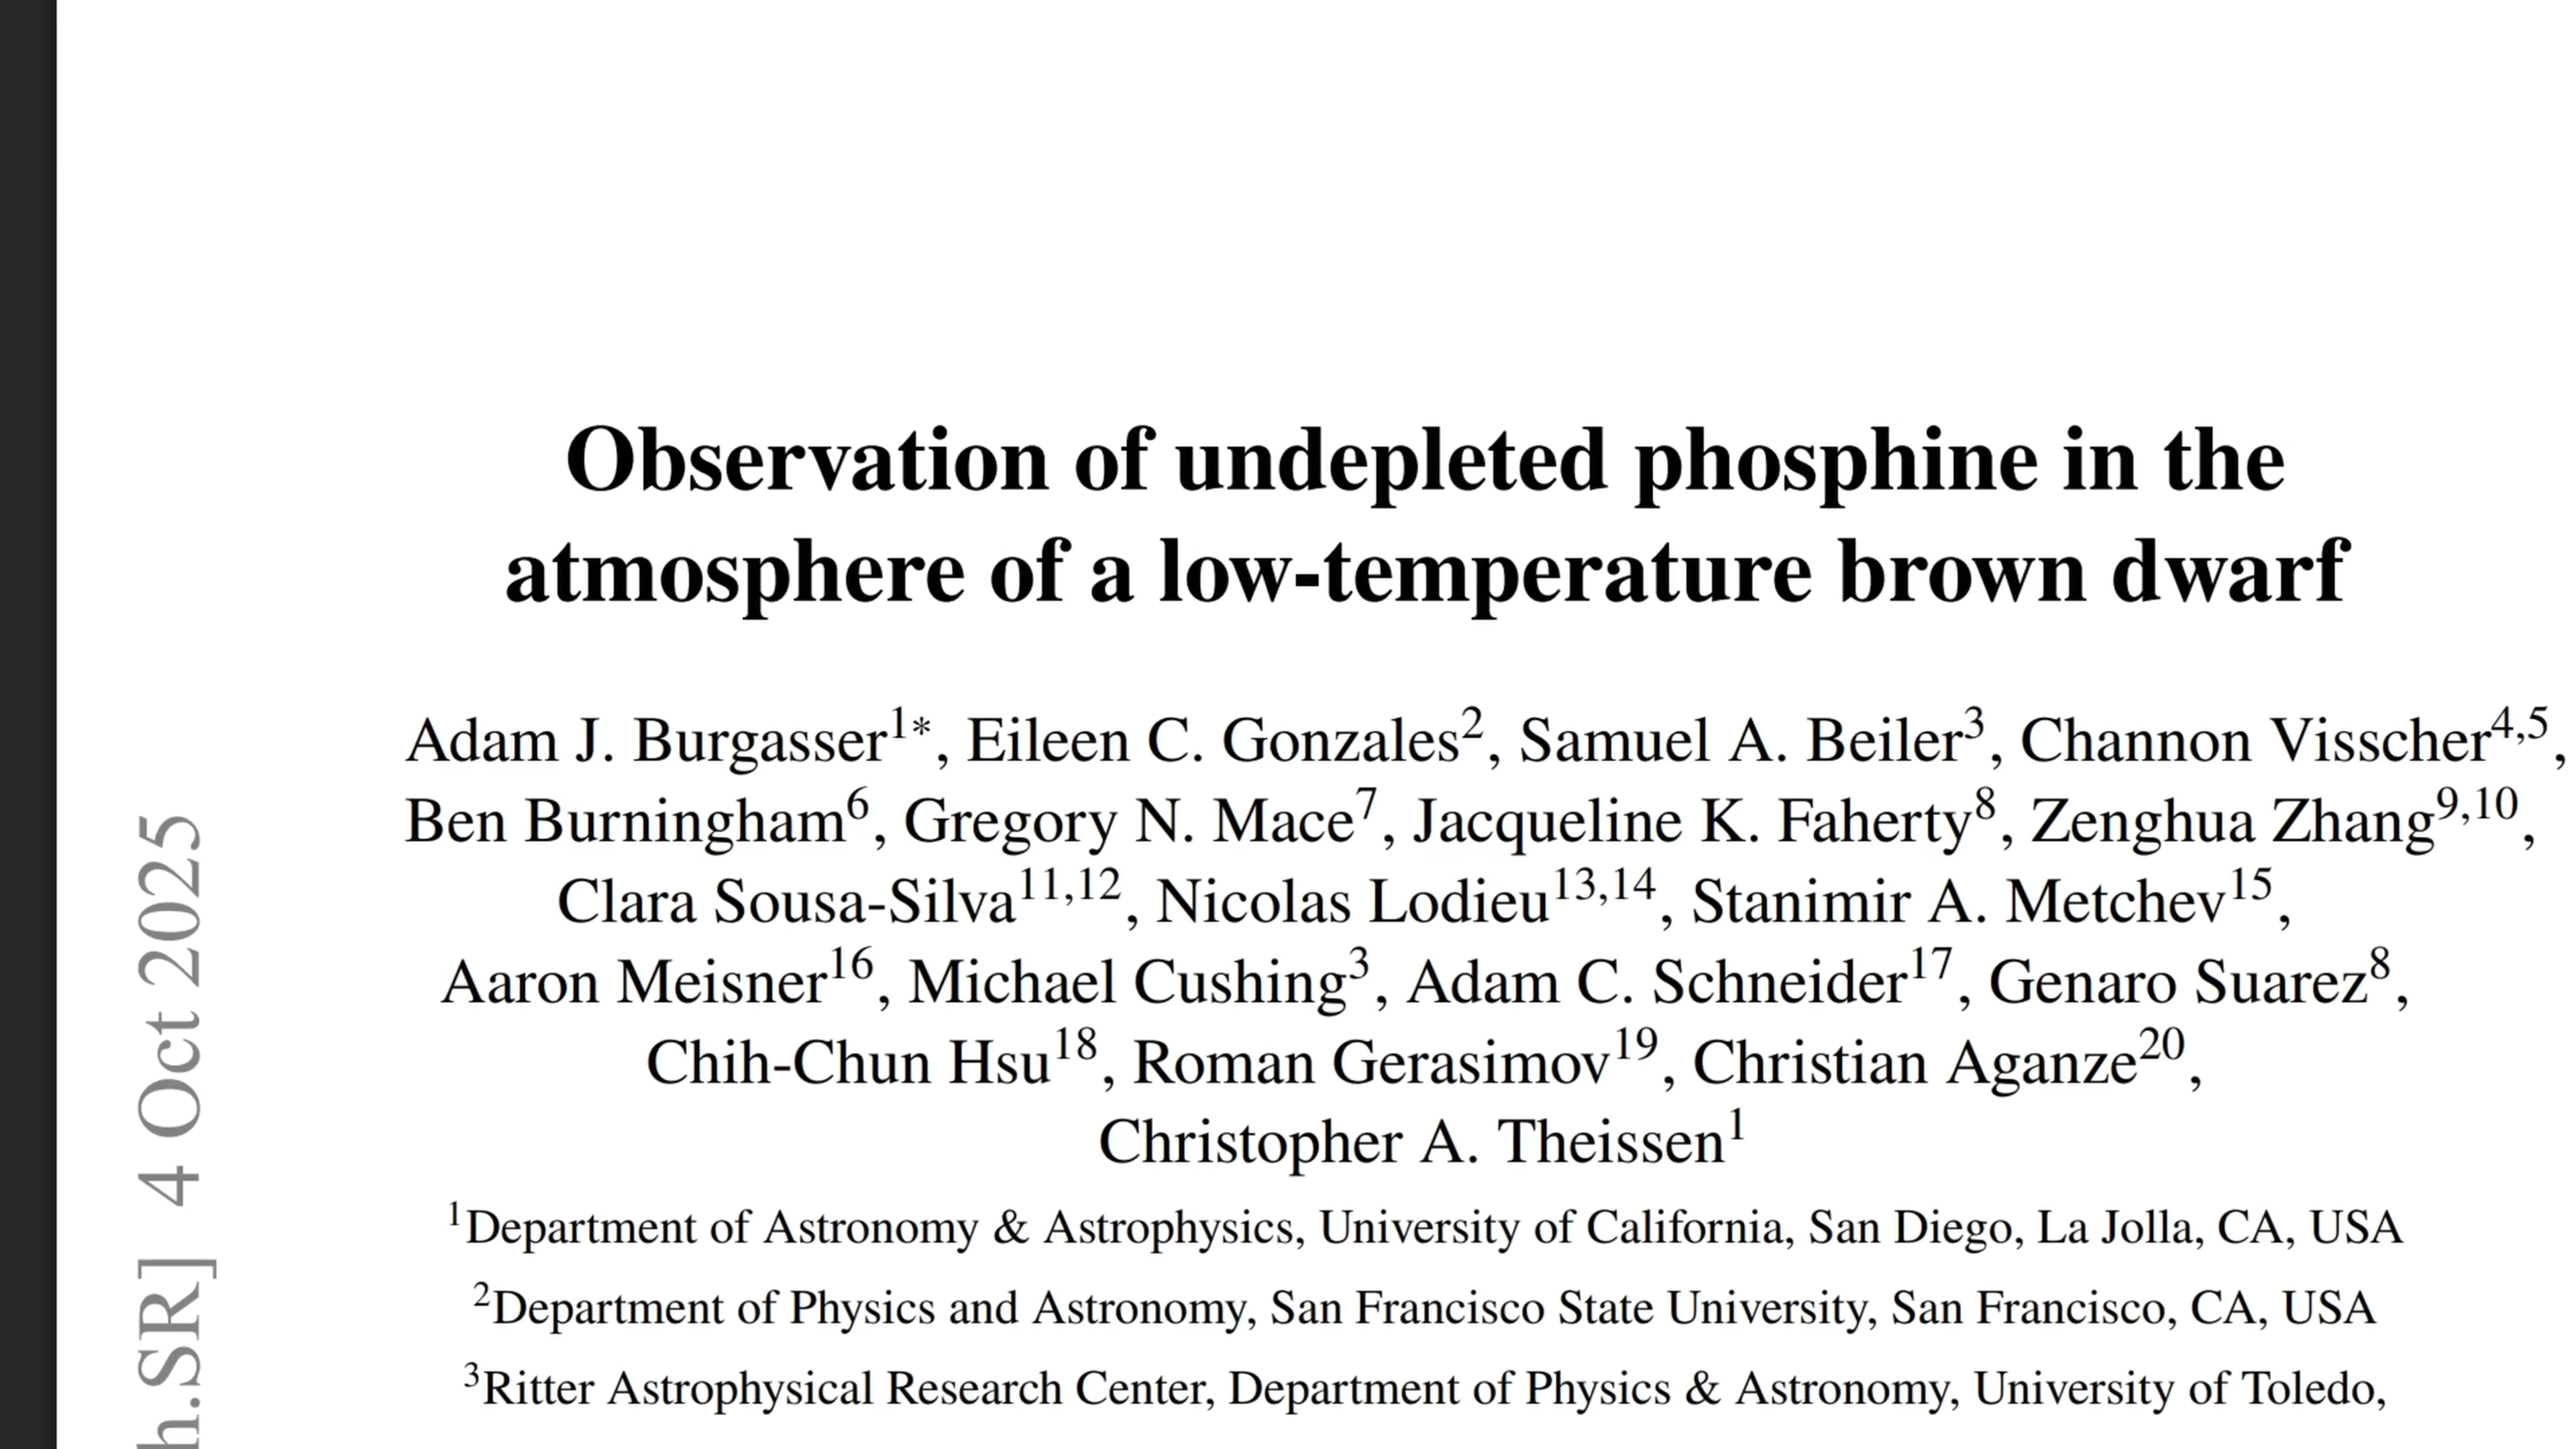 Observation of undepleted phosphine in the
atmosphere of a low-temperature brown dwarf
Adam J. Burgasser1*, Eileen C. Gonzales2, Samuel A. Beiler3, Channon Visscher4,5,
Ben Burningham6, Gregory N. Mace7, Jacqueline K. Faherty8, Zenghua Zhang9,10,
Clara Sousa-Silva11,12, Nicolas Lodieu13,14, Stanimir A. Metchev15,
Aaron Meisner16, Michael Cushing3, Adam C. Schneider17, Genaro Suarez8,
Chih-Chun Hsu18, Roman Gerasimov19, Christian Aganze20,
Christopher A. Theissen1
1Department of Astronomy & Astrophysics, University of California, San Diego, La Jolla, CA, USA
2Department of Physics and Astronomy, San Francisco State University, San Francisco, CA, USA
3Ritter Astrophysical Research Center, Department of Physics & Astronomy, University of Toledo,
h.SR] 4 Oct 2025